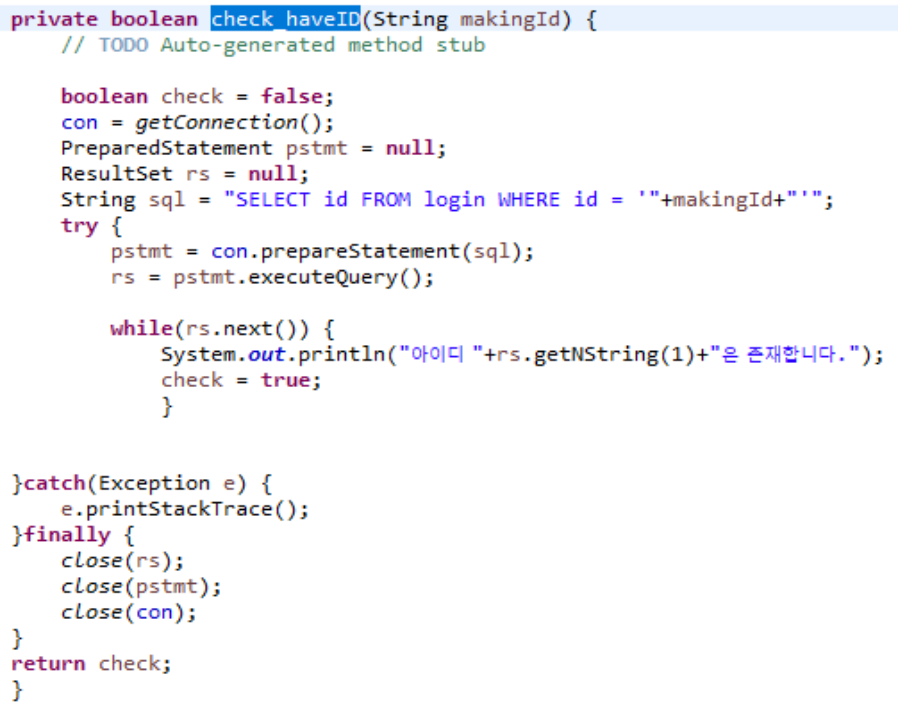 private boolean check_haveID(String makingId) {
    // TODO Auto-generated method stub

    boolean check = false;
    con = getConnection();
    PreparedStatement pstmt = null;
    ResultSet rs = null;
    String sql = "SELECT id FROM login WHERE id = '"+makingId+"'";
    try {
        pstmt = con.prepareStatement(sql);
        rs = pstmt.executeQuery();

        while(rs.next()) {
            System.out.println("아이디 "+rs.getNString(1)+"은 존재합니다.");
            check = true;
            }


}catch(Exception e) {
    e.printStackTrace();
}finally {
    close(rs);
    close(pstmt);
    close(con);
}
return check;
}